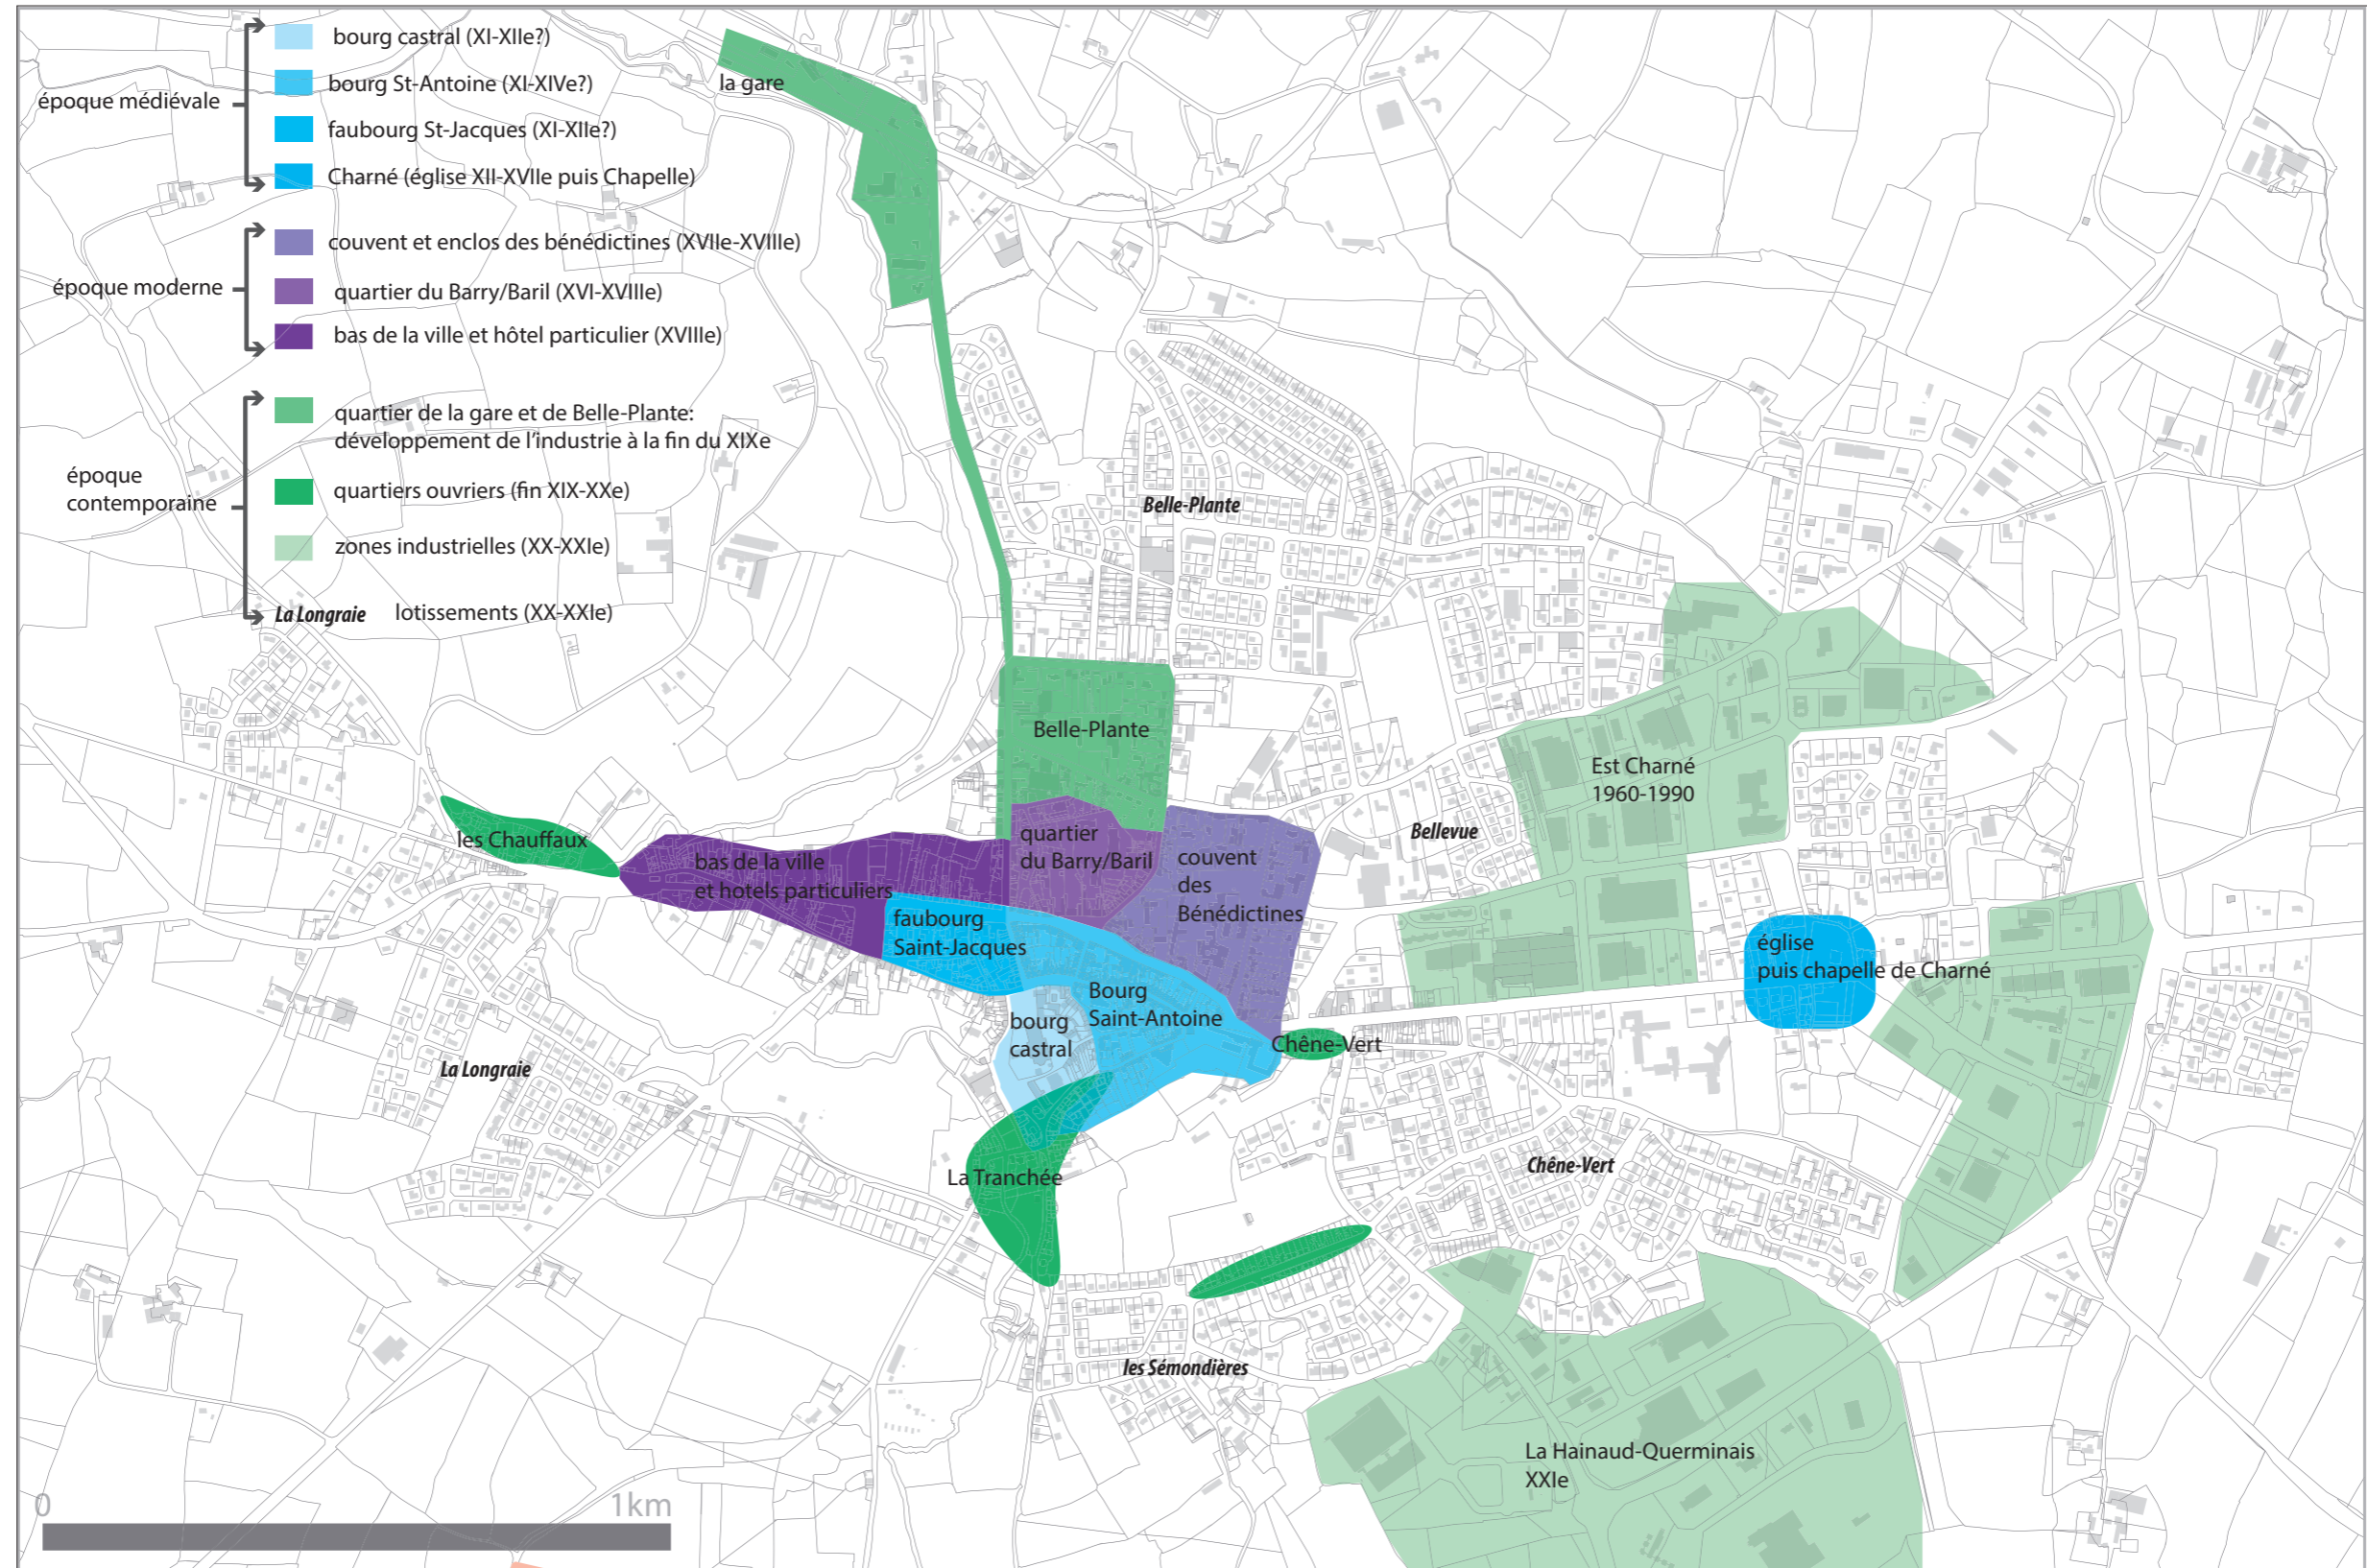 bourg castral (XI-XIIe?)
bourg St-Antoine (XI-XIVe?)
époque médiévale
faubourg St-Jacques (XI-XIIe?)
Charné (église XII-XVIIe puis Chapelle)
couvent et enclos des bénédictines (XVIIe-XVIIIe)
époque moderne
quartier du Barry/Baril (XVI-XVIIIe)
bas de la ville et hôtel particulier (XVIIIe)
quartier de la gare et de Belle-Plante:
développement de l'industrie à la fin du XIXe
époque
contemporaine
quartiers ouvriers (fin XIX-XXe)
zones industrielles (XX-XXIe)
La Longraie lotissements (XX-XXIe)
la gare
Belle-Plante
Belle-Plante
Est Charné
1960-1990
Bellevue
les Chauffaux
bas de la ville
et hotels particuliers
quartier
du Barry/Baril
couvent
des
Bénédictines
faubourg
Saint-Jacques
église
puis chapelle de Charné
Bourg
Saint-Antoine
bourg
castral
Chêne-Vert
La Longraie
La Tranchée
Chêne-Vert
les Sémondières
La Hainaud-Querminais
XXIe
0 1km